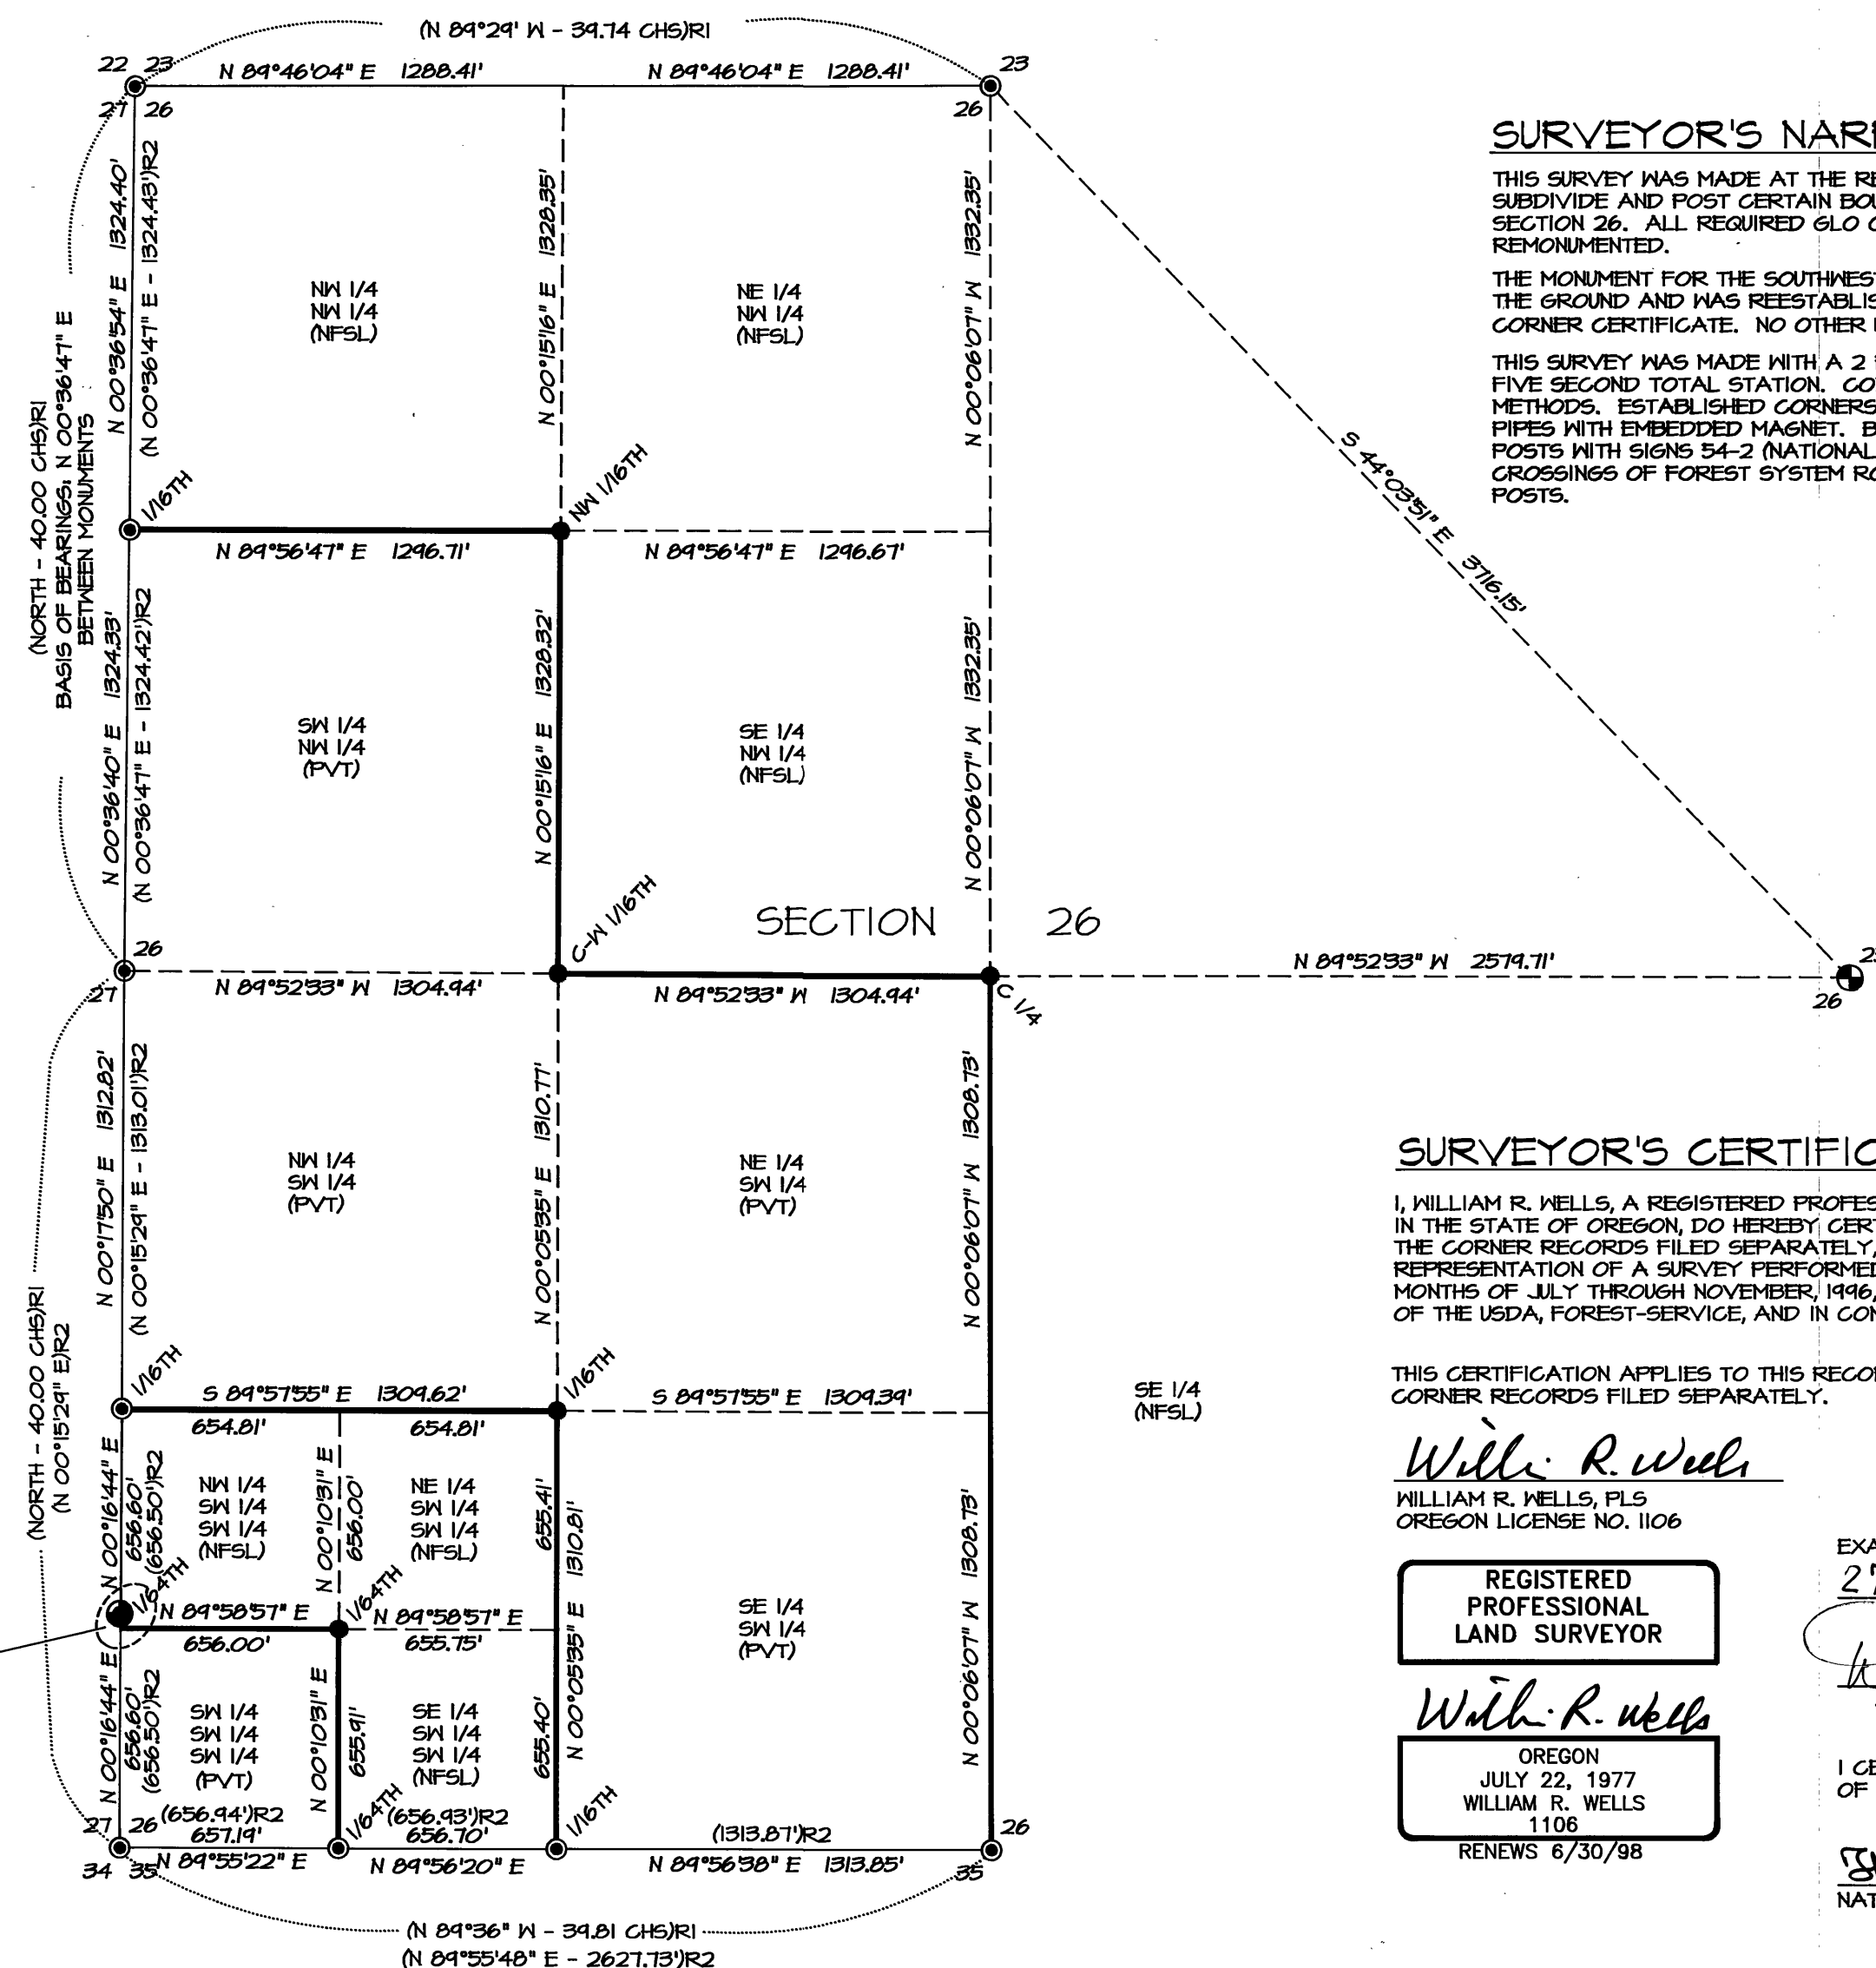 (N 89°29' W - 39.74 CHS)R1
22 23
N 89°46'04" E 1288.41'
N 89°46'04" E 1288.41'
23
27 26
26
N 00°36'54" E 1324.40'
(N 00°36'47" E - 1324.43')R2
N 00°15'16" E 1328.35'
N 00°06'07" W 1332.35'
NW 1/4
NW 1/4
(NFSL)
NE 1/4
NW 1/4
(NFSL)
(NORTH - 40.00 CHS)R1
BASIS OF BEARINGS: N 00°36'47" E
BETWEEN MONUMENTS
1/16TH
NW 1/16TH
N 89°56'47" E 1296.71'
N 89°56'47" E 1296.67'
S 44°03'51" E 3716.15'
N 00°36'40" E 1324.33'
(N 00°36'47" E - 1324.42')R2
N 00°15'16" E 1328.32'
N 00°06'07" W 1332.35'
SW 1/4
NW 1/4
(PVT)
SE 1/4
NW 1/4
(NFSL)
SECTION 26
C-W 1/16TH
26
27
N 89°52'33" W 1304.94'
N 89°52'33" W 1304.94'
C 1/4
N 89°52'33" W 2579.71'
26
N 00°17'50" E 1312.82'
(N 00°15'29" E - 1313.01')R2
N 00°05'35" E 1310.77'
N 00°06'07" W 1308.73'
NW 1/4
SW 1/4
(PVT)
NE 1/4
SW 1/4
(PVT)
(NORTH - 40.00 CHS)R1
(N 00°15'29" E)R2
1/16TH
1/16TH
S 89°57'55" E 1309.62'
S 89°57'55" E 1309.39'
654.81'
654.81'
SE 1/4
(NFSL)
N 00°16'44" E
656.60'
(656.50')R2
NW 1/4
SW 1/4
SW 1/4
(NFSL)
N 00°10'31" E
656.00'
NE 1/4
SW 1/4
SW 1/4
(NFSL)
655.41'
1310.81'
N 00°05'35" E
N 00°06'07" W 1308.73'
1/64TH
1/64TH
N 89°58'57" E
656.00'
N 89°58'57" E
655.75'
SE 1/4
SW 1/4
(PVT)
N 00°16'44" E
656.60'
(656.50')R2
SW 1/4
SW 1/4
SW 1/4
(PVT)
N 00°10'31" E
655.91'
SE 1/4
SW 1/4
SW 1/4
(NFSL)
655.40'
27 26
(656.94')R2
657.19'
1/64TH
(656.93')R2
656.70'
1/16TH
(1313.87')R2
26
34 35
N 89°55'22" E
N 89°56'20" E
N 89°56'38" E 1313.85'
35
(N 89°36" W - 39.81 CHS)R1
(N 89°55'48" E - 2627.73')R2
SURVEYOR'S NAR
THIS SURVEY WAS MADE AT THE RE
SUBDIVIDE AND POST CERTAIN BOU
SECTION 26. ALL REQUIRED GLO C
REMONUMENTED.
THE MONUMENT FOR THE SOUTHWEST
THE GROUND AND WAS REESTABLIS
CORNER CERTIFICATE. NO OTHER
THIS SURVEY WAS MADE WITH A 2
FIVE SECOND TOTAL STATION. CO
METHODS. ESTABLISHED CORNERS
PIPES WITH EMBEDDED MAGNET. B
POSTS WITH SIGNS 54-2 (NATIONAL
CROSSINGS OF FOREST SYSTEM RO
POSTS.
SURVEYOR'S CERTIFIC
I, WILLIAM R. WELLS, A REGISTERED PROFES
IN THE STATE OF OREGON, DO HEREBY CERT
THE CORNER RECORDS FILED SEPARATELY,
REPRESENTATION OF A SURVEY PERFORMED
MONTHS OF JULY THROUGH NOVEMBER, 1996,
OF THE USDA, FOREST-SERVICE, AND IN CON
THIS CERTIFICATION APPLIES TO THIS RECO
CORNER RECORDS FILED SEPARATELY.
Willi R. Wells
WILLIAM R. WELLS, PLS
OREGON LICENSE NO. 1106
REGISTERED
PROFESSIONAL
LAND SURVEYOR
Willi R. Wells
OREGON
JULY 22, 1977
WILLIAM R. WELLS
1106
RENEWS 6/30/98
EXA
27
I CE
OF
NAT